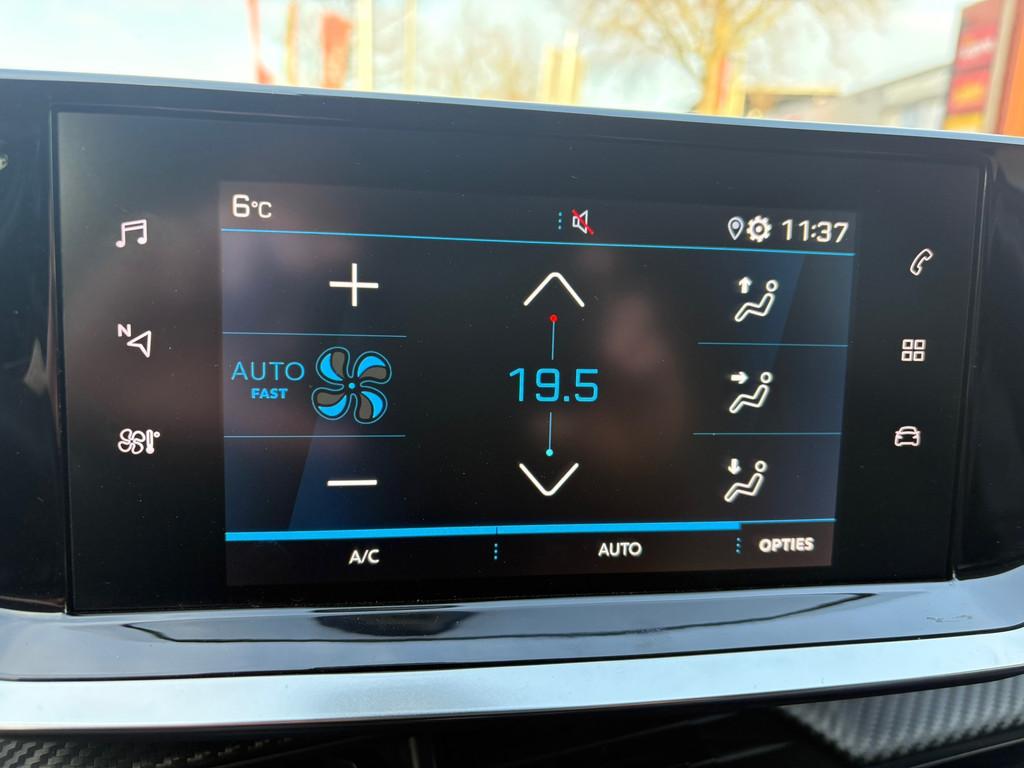 6°C
11:37
N
AUTO
FAST
19.5
A/C
AUTO
OPTIES